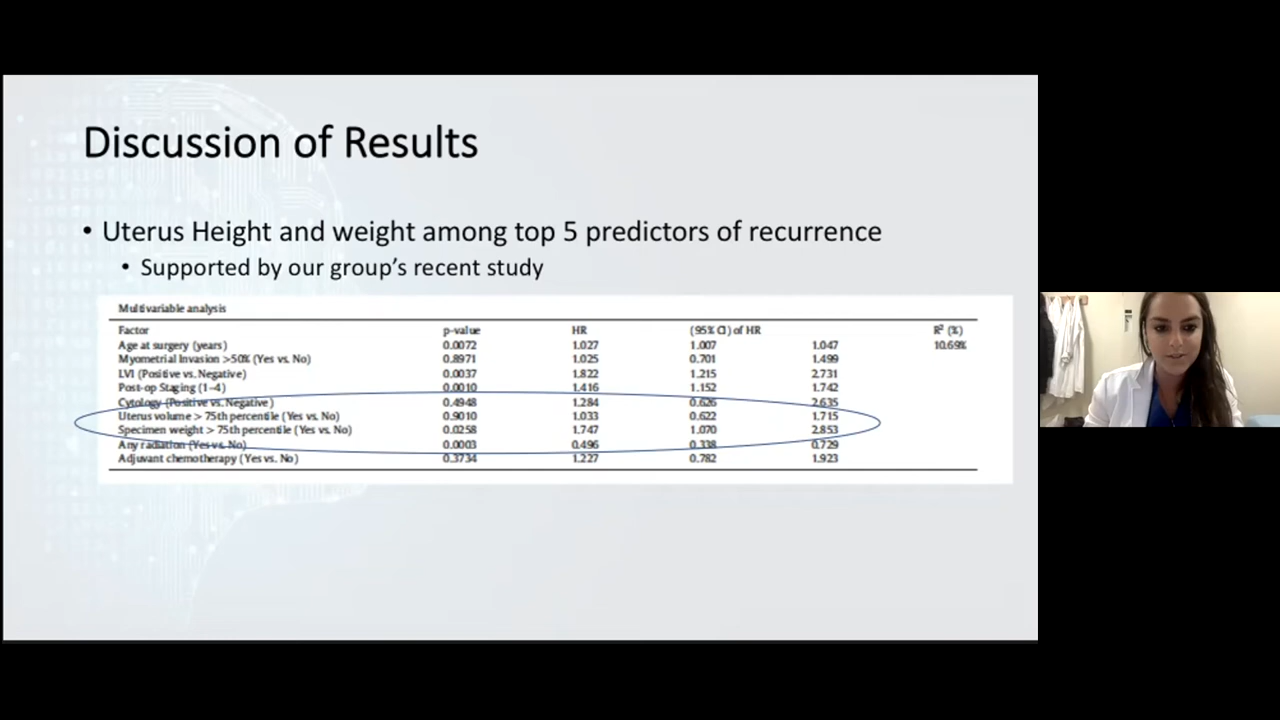 Discussion of Results
• Uterus Height and weight among top 5 predictors of recurrence
• Supported by our group's recent study
Multivariable analysis
Factor p-value HR (95% CI) of HR R² (%)
Age at surgery (years) 0.0072 1.027 1.007 1.047 10.69%
Myometrial Invasion >50% (Yes vs. No) 0.8971 1.025 0.701 1.499
LVI (Positive vs. Negative) 0.0037 1.822 1.215 2.731
Post-op Staging (1-4) 0.0010 1.416 1.152 1.742
Cytology (Positive vs. Negative) 0.4948 1.284 0.626 2.635
Uterus volume > 75th percentile (Yes vs. No) 0.9010 1.033 0.622 1.715
Specimen weight > 75th percentile (Yes vs. No) 0.0258 1.747 1.070 2.853
Any radiation (Yes vs. No) 0.0003 0.496 0.338 0.729
Adjuvant chemotherapy (Yes vs. No) 0.3734 1.227 0.782 1.923